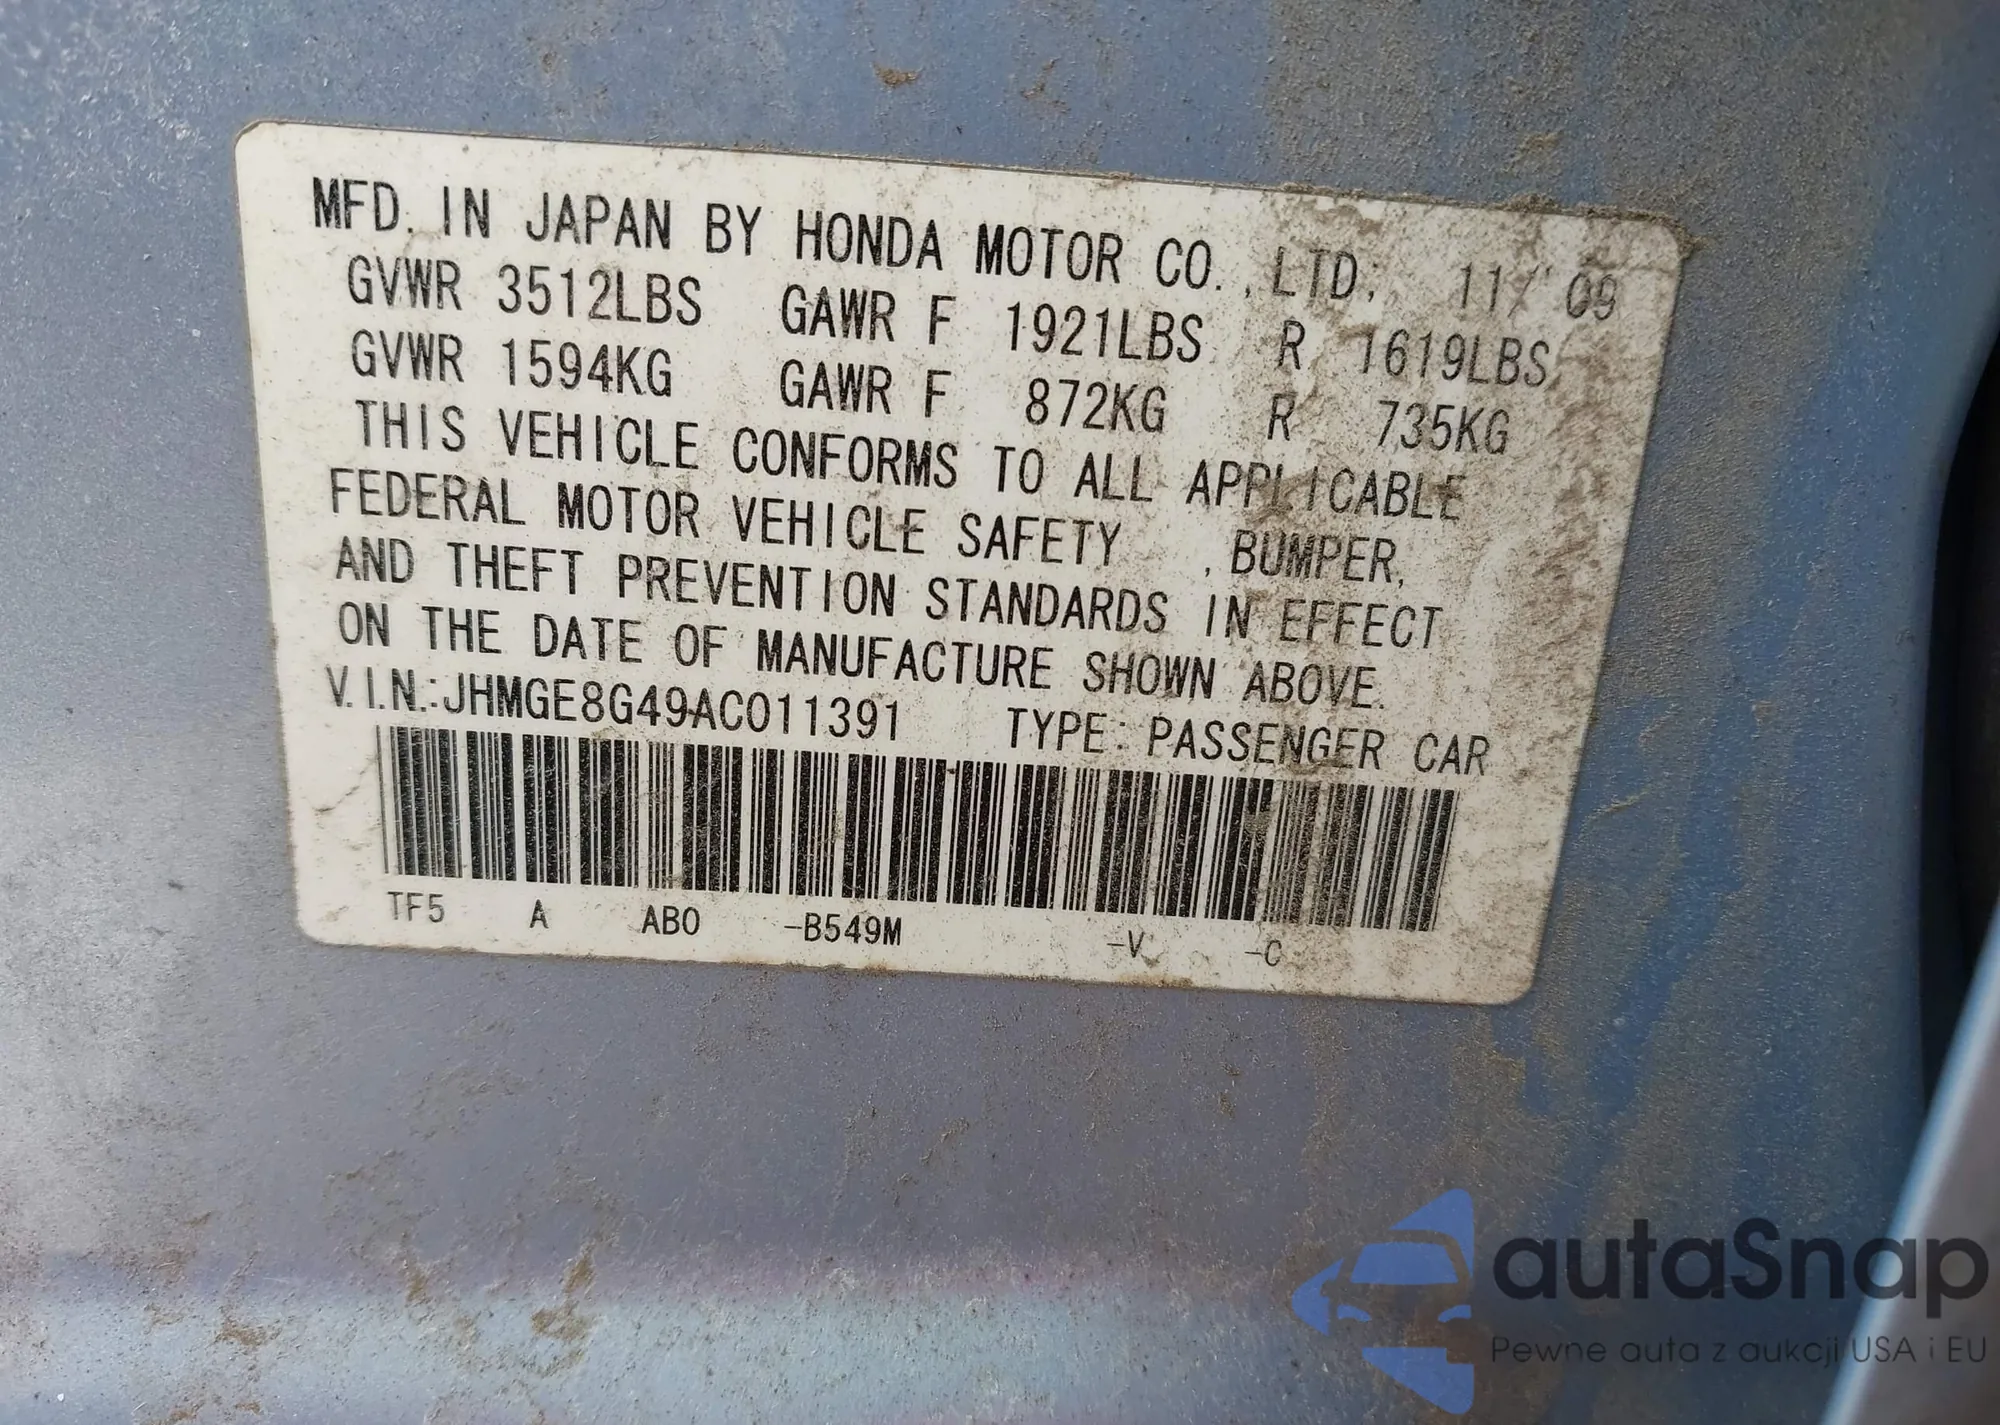 MFD. IN JAPAN BY HONDA MOTOR CO., LTD; 11/ 09
GVWR 3512LBS GAWR F 1921LBS R 1619LBS
GVWR 1594KG GAWR F 872KG R 735KG
THIS VEHICLE CONFORMS TO ALL APPLICABLE
FEDERAL MOTOR VEHICLE SAFETY , BUMPER,
AND THEFT PREVENTION STANDARDS IN EFFECT
ON THE DATE OF MANUFACTURE SHOWN ABOVE.
V.I.N.:JHMGE8G49AC011391 TYPE: PASSENGER CAR
TF5 A AB0 -B549M -V -C
autaSnap
Pewne auta z aukcji USA i EU